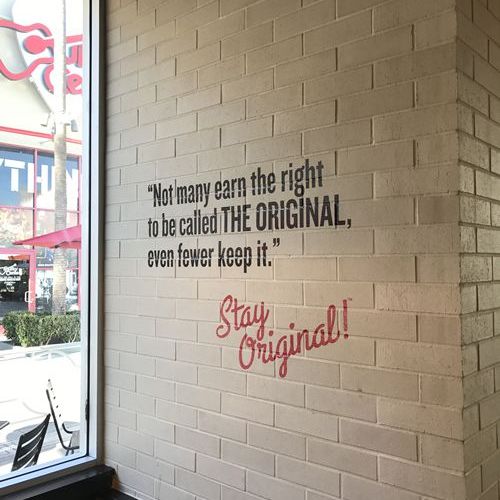 "Not many earn the right
to be called THE ORIGINAL,
even fewer keep it."
Stay
Original!